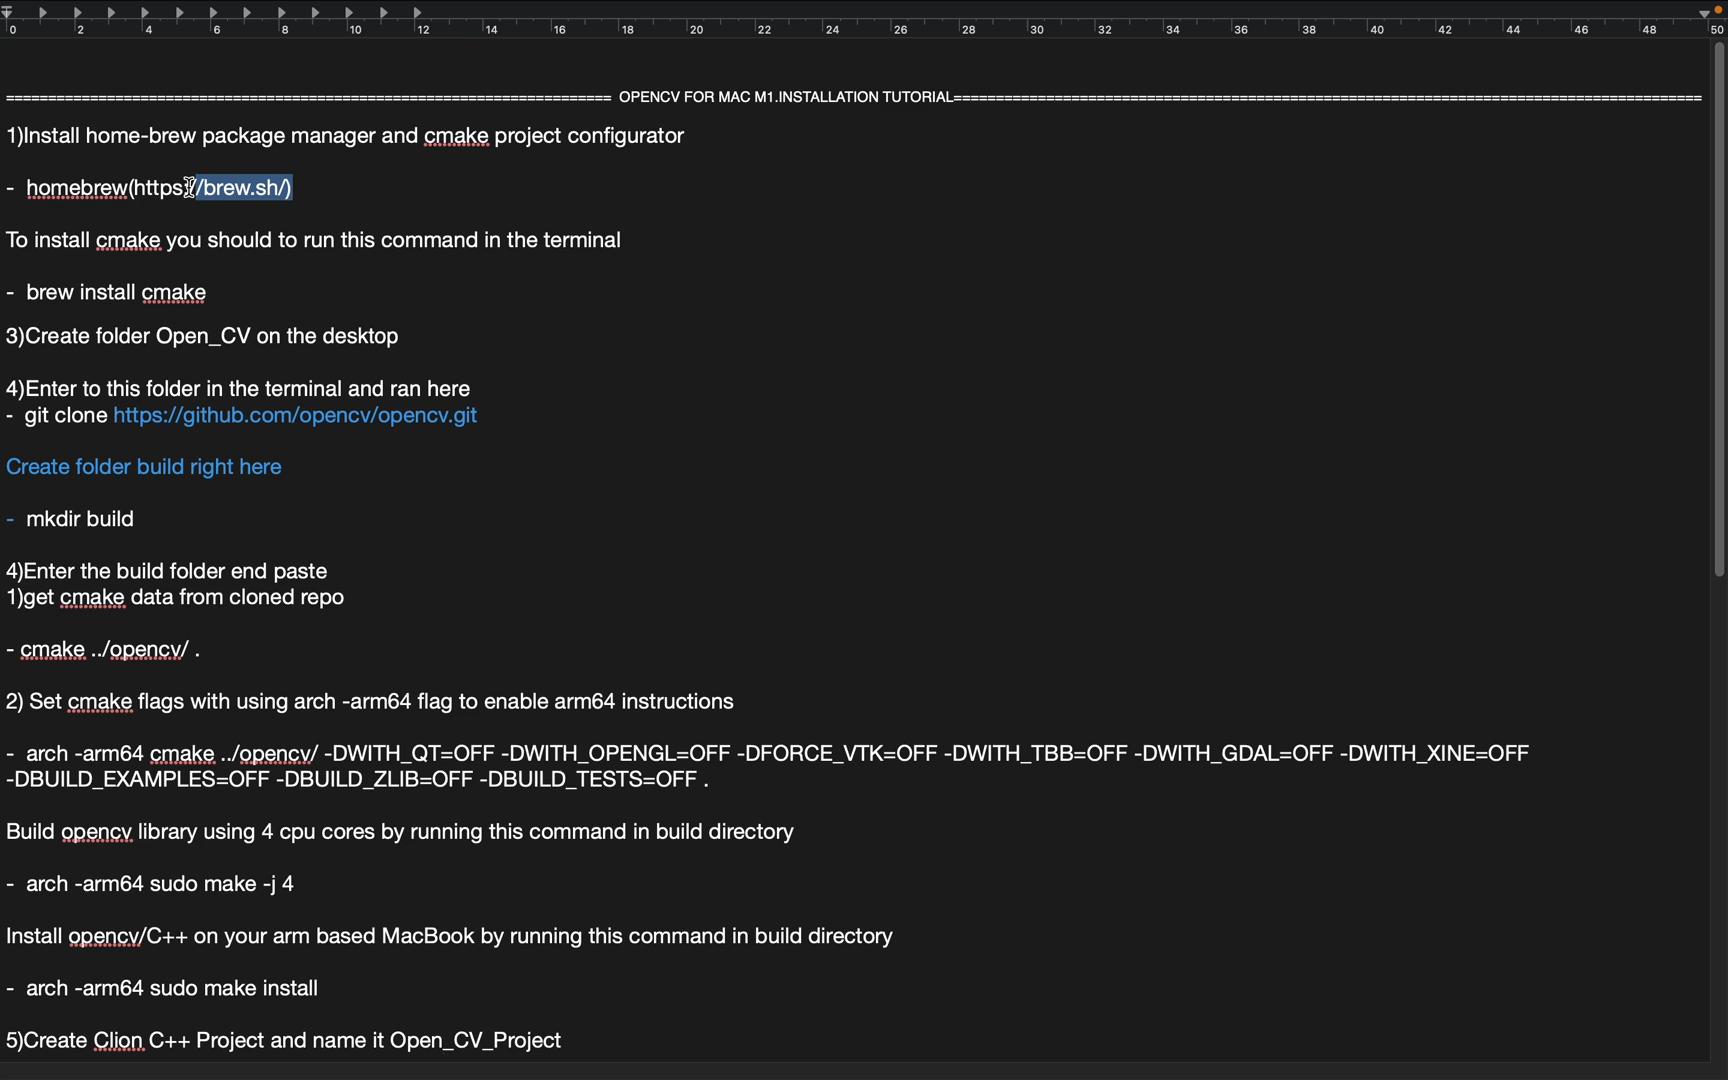 0 2 4 6 8 10 12 14 16 18 20 22 24 26 28 30 32 34 36 38 40 42 44 46 48 50
======================================================================== OPENCV FOR MAC M1.INSTALLATION TUTORIAL=========================================================================================
1)Install home-brew package manager and cmake project configurator
- homebrew(https://brew.sh/)
To install cmake you should to run this command in the terminal
- brew install cmake
3)Create folder Open_CV on the desktop
4)Enter to this folder in the terminal and ran here
- git clone https://github.com/opencv/opencv.git
Create folder build right here
- mkdir build
4)Enter the build folder end paste
1)get cmake data from cloned repo
- cmake ../opencv/ .
2) Set cmake flags with using arch -arm64 flag to enable arm64 instructions
- arch -arm64 cmake ../opencv/ -DWITH_QT=OFF -DWITH_OPENGL=OFF -DFORCE_VTK=OFF -DWITH_TBB=OFF -DWITH_GDAL=OFF -DWITH_XINE=OFF
-DBUILD_EXAMPLES=OFF -DBUILD_ZLIB=OFF -DBUILD_TESTS=OFF .
Build opencv library using 4 cpu cores by running this command in build directory
- arch -arm64 sudo make -j 4
Install opencv/C++ on your arm based MacBook by running this command in build directory
- arch -arm64 sudo make install
5)Create Clion C++ Project and name it Open_CV_Project